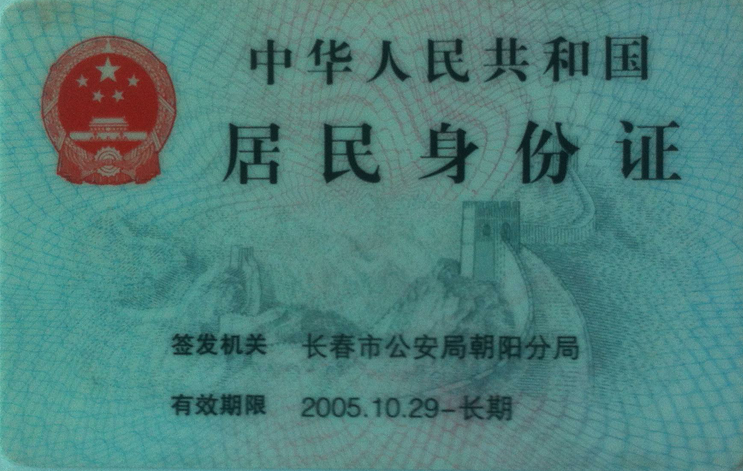 中华人民共和国
居民身份证
签发机关 长春市公安局朝阳分局
有效期限 2005.10.29-长期